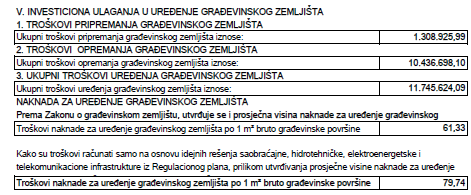 V. INVESTICIONA ULAGANJA U UREĐENJE GRAĐEVINSKOG ZEMLJIŠTA
1. TROŠKOVI PRIPREMANJA GRAĐEVINSKOG ZEMLJIŠTA
Ukupni troškovi pripremanja građevinskog zemljišta iznose: 1.308.925,99
2. TROŠKOVI OPREMANJA GRAĐEVINSKOG ZEMLJIŠTA
Ukupni troškovi opremanja građevinskog zemljišta iznose: 10.436.698,10
3. UKUPNI TROŠKOVI UREĐENJA GRAĐEVINSKOG ZEMLJIŠTA
Ukupni troškovi uređenja građevinskog zemljišta iznose: 11.745.624,09
NAKNADA ZA UREĐENJE GRAĐEVINSKOG ZEMLJIŠTA
Prema Zakonu o građevinskom zemljištu, utvrđuje se i prosječna visina naknade za uređenje građevinskog
Troškovi naknade za uređenje građevinskog zemljišta po 1 m² bruto građevinske površine 61,33
Kako su troškovi računati samo na osnovu idejnih rešenja saobraćajne, hidrotehničke, elektroenergetske i
telekomunikacione infrastrukture iz Regulacionog plana, prilikom utvrđivanja prosječne visine naknade za uređenje
Troškovi naknade za uređenje građevinskog zemljišta po 1 m² bruto građevinske površine 79,74